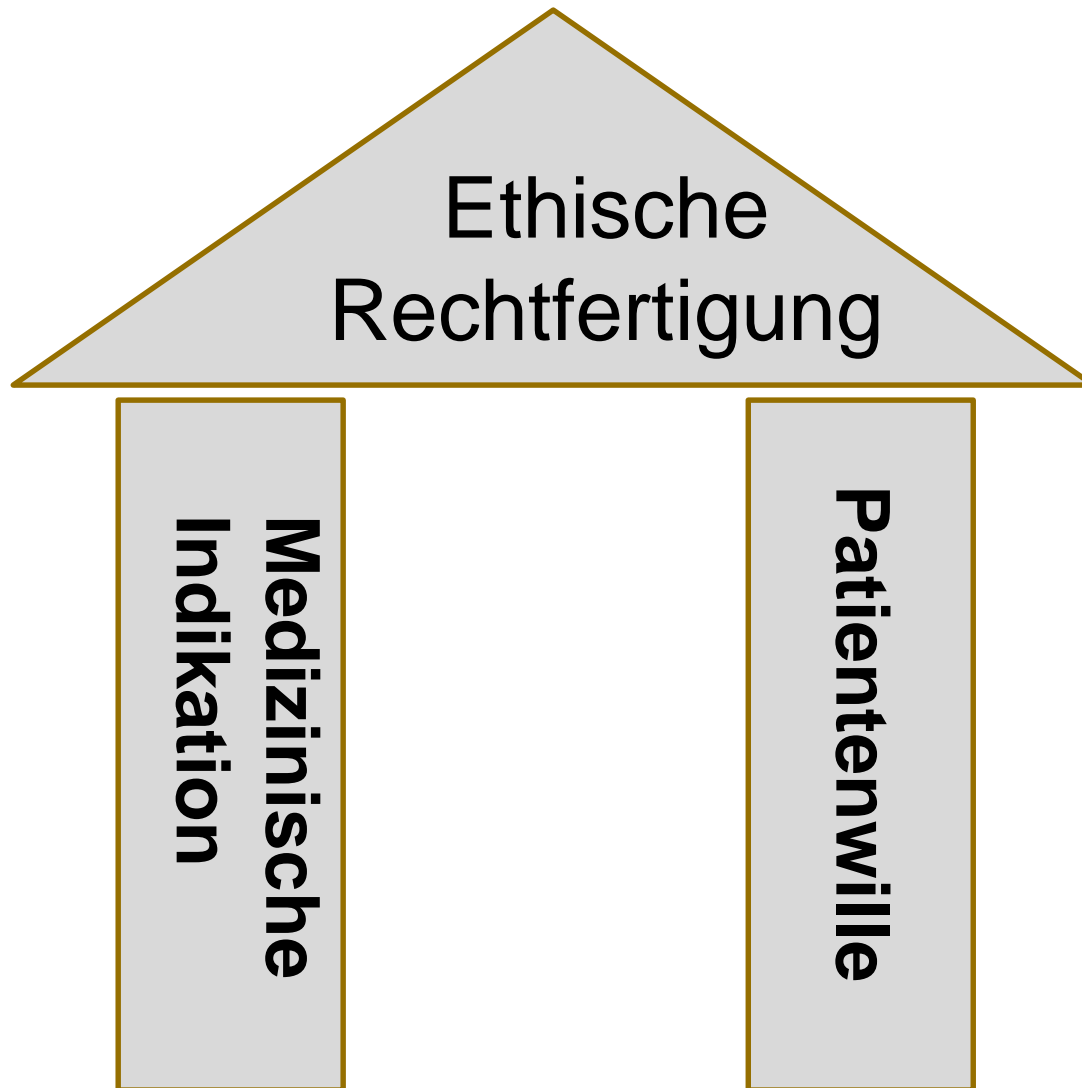 Ethische
Rechtfertigung
Medizinische
Indikation
Patientenwille